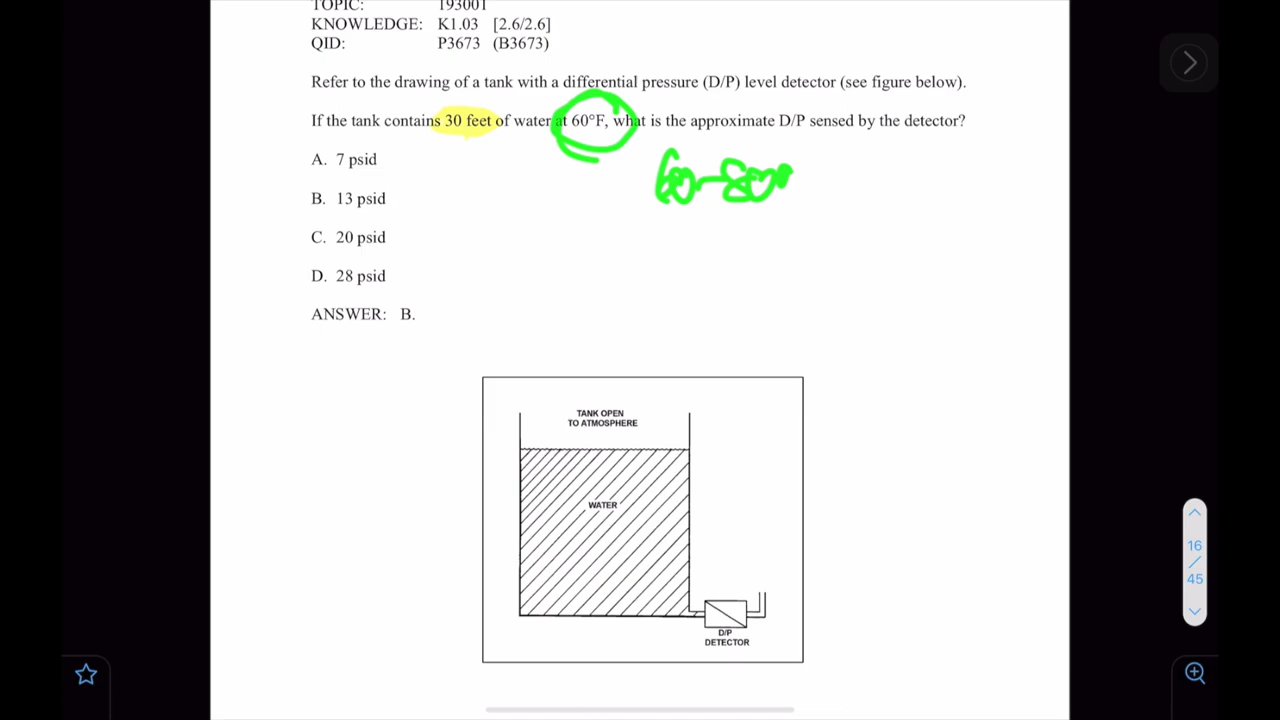 TOPIC: 193001
KNOWLEDGE: K1.03 [2.6/2.6]
QID: P3673 (B3673)
Refer to the drawing of a tank with a differential pressure (D/P) level detector (see figure below).
If the tank contains 30 feet of water at 60°F, what is the approximate D/P sensed by the detector?
60-80°
A. 7 psid
B. 13 psid
C. 20 psid
D. 28 psid
ANSWER: B.
TANK OPEN
TO ATMOSPHERE
WATER
D/P
DETECTOR
16
/
45